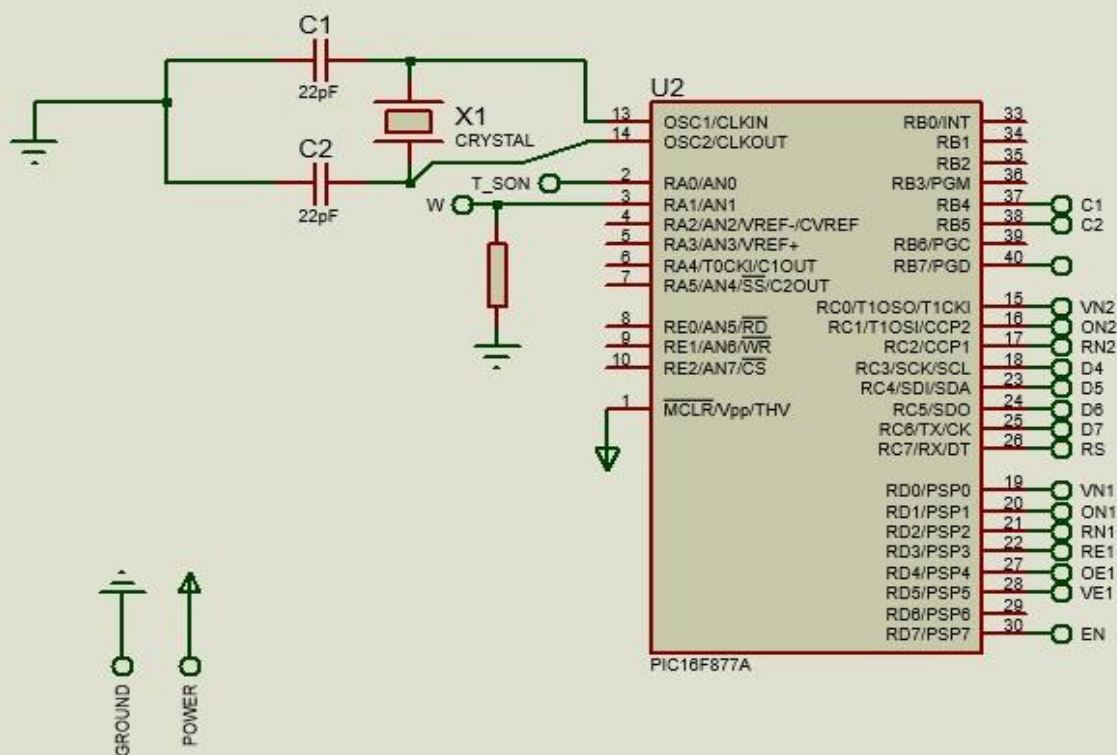 C1
22pF
X1
CRYSTAL
C2
22pF
T_SON
W
U2
13 OSC1/CLKIN
14 OSC2/CLKOUT
2 RA0/AN0
3 RA1/AN1
4 RA2/AN2/VREF-/CVREF
5 RA3/AN3/VREF+
6 RA4/T0CKI/C1OUT
7 RA5/AN4/SS/C2OUT
8 RE0/AN5/RD
9 RE1/AN6/WR
10 RE2/AN7/CS
1 MCLR/Vpp/THV
RB0/INT 33
RB1 34
RB2 35
RB3/PGM 36
RB4 37 C1
RB5 38 C2
RB6/PGC 39
RB7/PGD 40
RC0/T1OSO/T1CKI 15 VN2
RC1/T1OSI/CCP2 16 ON2
RC2/CCP1 17 RN2
RC3/SCK/SCL 18 D4
RC4/SDI/SDA 23 D5
RC5/SDO 24 D6
RC6/TX/CK 25 D7
RC7/RX/DT 26 RS
RD0/PSP0 19 VN1
RD1/PSP1 20 ON1
RD2/PSP2 21 RN1
RD3/PSP3 22 RE1
RD4/PSP4 27 OE1
RD5/PSP5 28 VE1
RD6/PSP6 29
RD7/PSP7 30 EN
PIC16F877A
GROUND
POWER